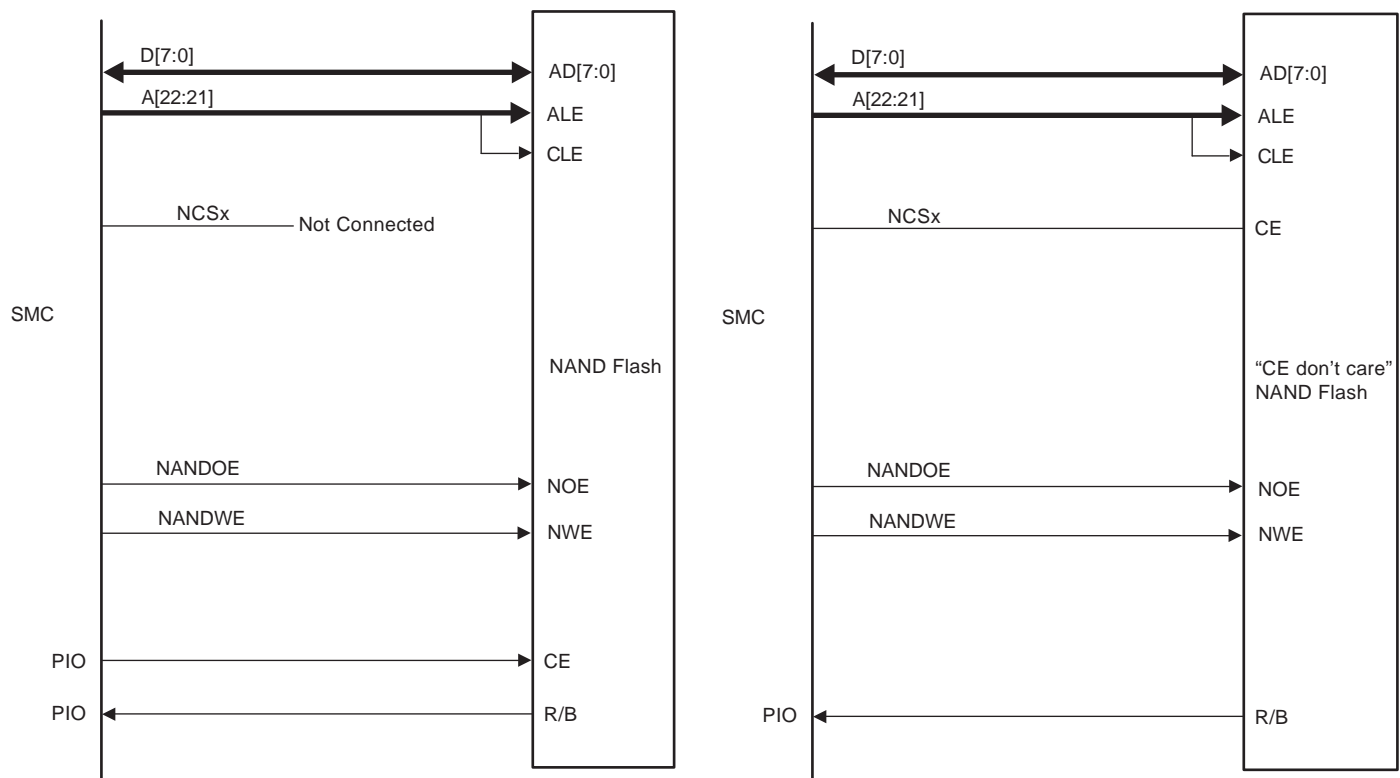 D[7:0]
AD[7:0]
A[22:21]
ALE
CLE
NCSx
Not Connected
SMC
NAND Flash
NANDOE
NOE
NANDWE
NWE
PIO
CE
PIO
R/B
D[7:0]
AD[7:0]
A[22:21]
ALE
CLE
NCSx
CE
SMC
“CE don’t care”
NAND Flash
NANDOE
NOE
NANDWE
NWE
PIO
R/B